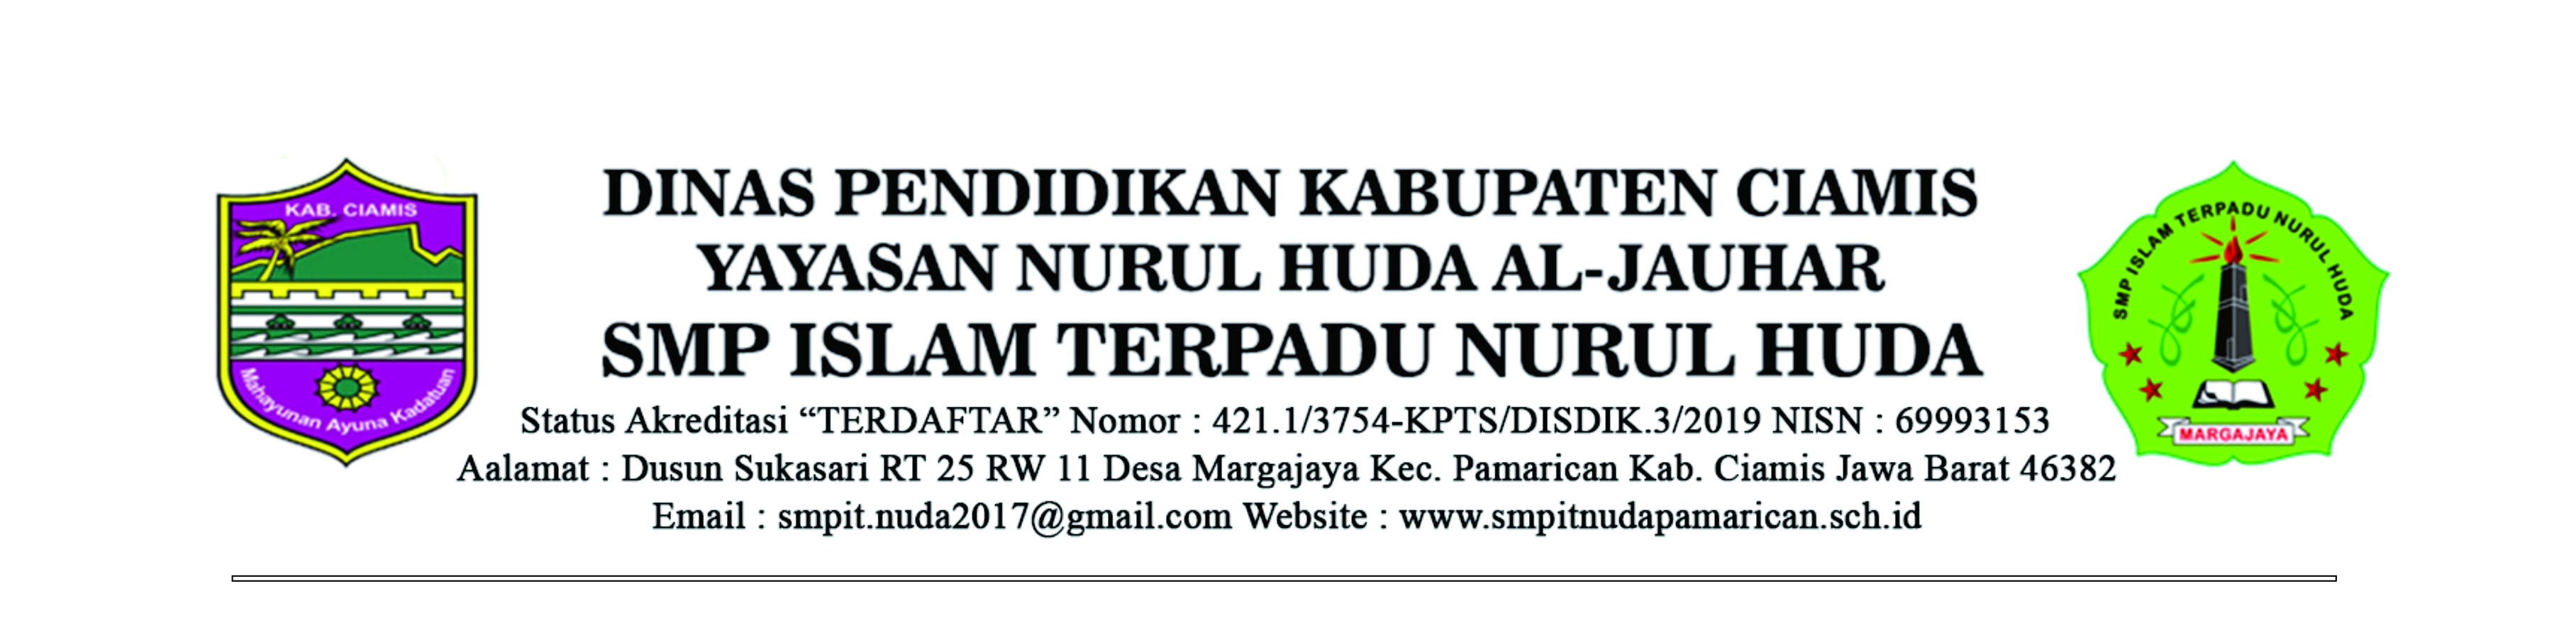 DINAS PENDIDIKAN KABUPATEN CIAMIS
YAYASAN NURUL HUDA AL-JAUHAR
SMP ISLAM TERPADU NURUL HUDA
Status Akreditasi “TERDAFTAR” Nomor : 421.1/3754-KPTS/DISDIK.3/2019 NISN : 69993153
Aalamat : Dusun Sukasari RT 25 RW 11 Desa Margajaya Kec. Pamarican Kab. Ciamis Jawa Barat 46382
Email : smpit.nuda2017@gmail.com Website : www.smpitnudapamarican.sch.id
KAB. CIAMIS
Mahayunan Ayuna Kadatuan
SMP ISLAM TERPADU NURUL HUDA
MARGAJAYA